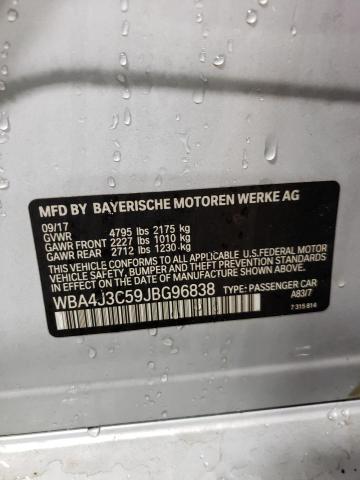 MFD BY BAYERISCHE MOTOREN WERKE AG
09/17
GVWR 4795 lbs 2175 kg
GAWR FRONT 2227 lbs 1010 kg
GAWR REAR 2712 lbs 1230 kg
THIS VEHICLE CONFORMS TO ALL APPLICABLE U.S.FEDERAL MOTOR
VEHICLE SAFETY, BUMPER, AND THEFT PREVENTION STANDARDS
IN EFFECT ON THE DATE OF MANUFACTURE SHOWN ABOVE.
WBA4J3C59JBG96838 TYPE: PASSENGER CAR
A83/7
7 315 814